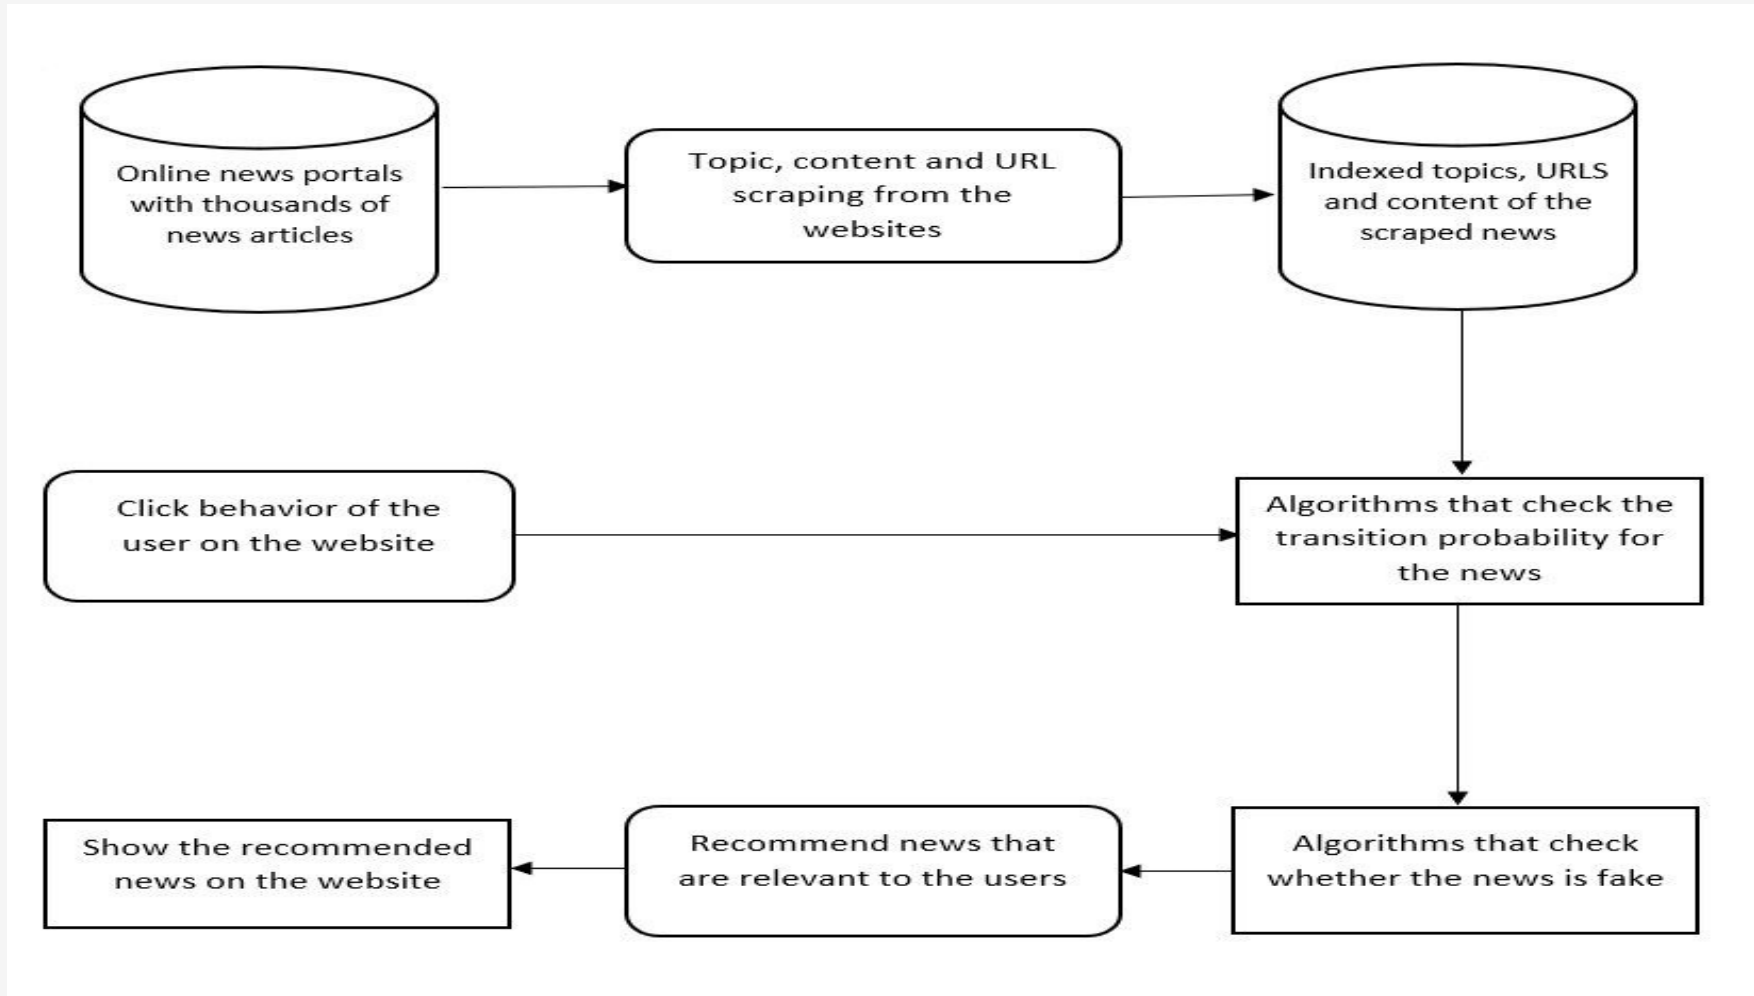 Online news portals
with thousands of
news articles
Topic, content and URL
scraping from the
websites
Indexed topics, URLS
and content of the
scraped news
Click behavior of the
user on the website
Algorithms that check the
transition probability for
the news
Show the recommended
news on the website
Recommend news that
are relevant to the users
Algorithms that check
whether the news is fake